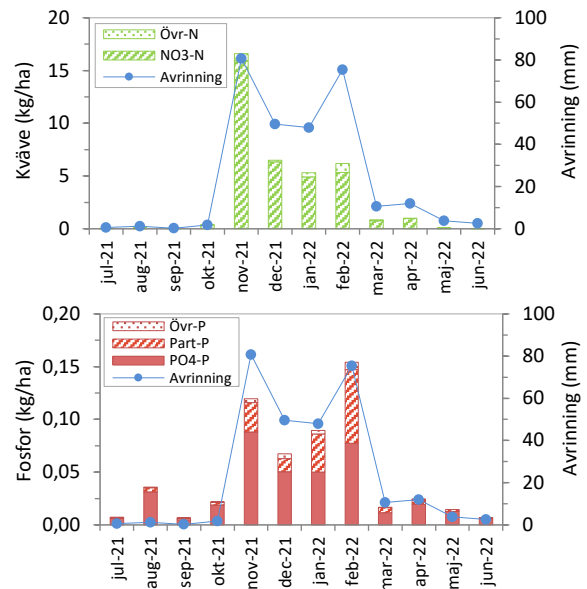 Kväve (kg/ha)
20
15
10
5
0
Övr-N
NO3-N
Avrinning
100
80
60
40
20
0
Avrinning (mm)
jul-21
aug-21
sep-21
okt-21
nov-21
dec-21
jan-22
feb-22
mar-22
apr-22
maj-22
jun-22
Fosfor (kg/ha)
0,20
0,15
0,10
0,05
0,00
Övr-P
Part-P
PO4-P
Avrinning
100
80
60
40
20
0
Avrinning (mm)
jul-21
aug-21
sep-21
okt-21
nov-21
dec-21
jan-22
feb-22
mar-22
apr-22
maj-22
jun-22